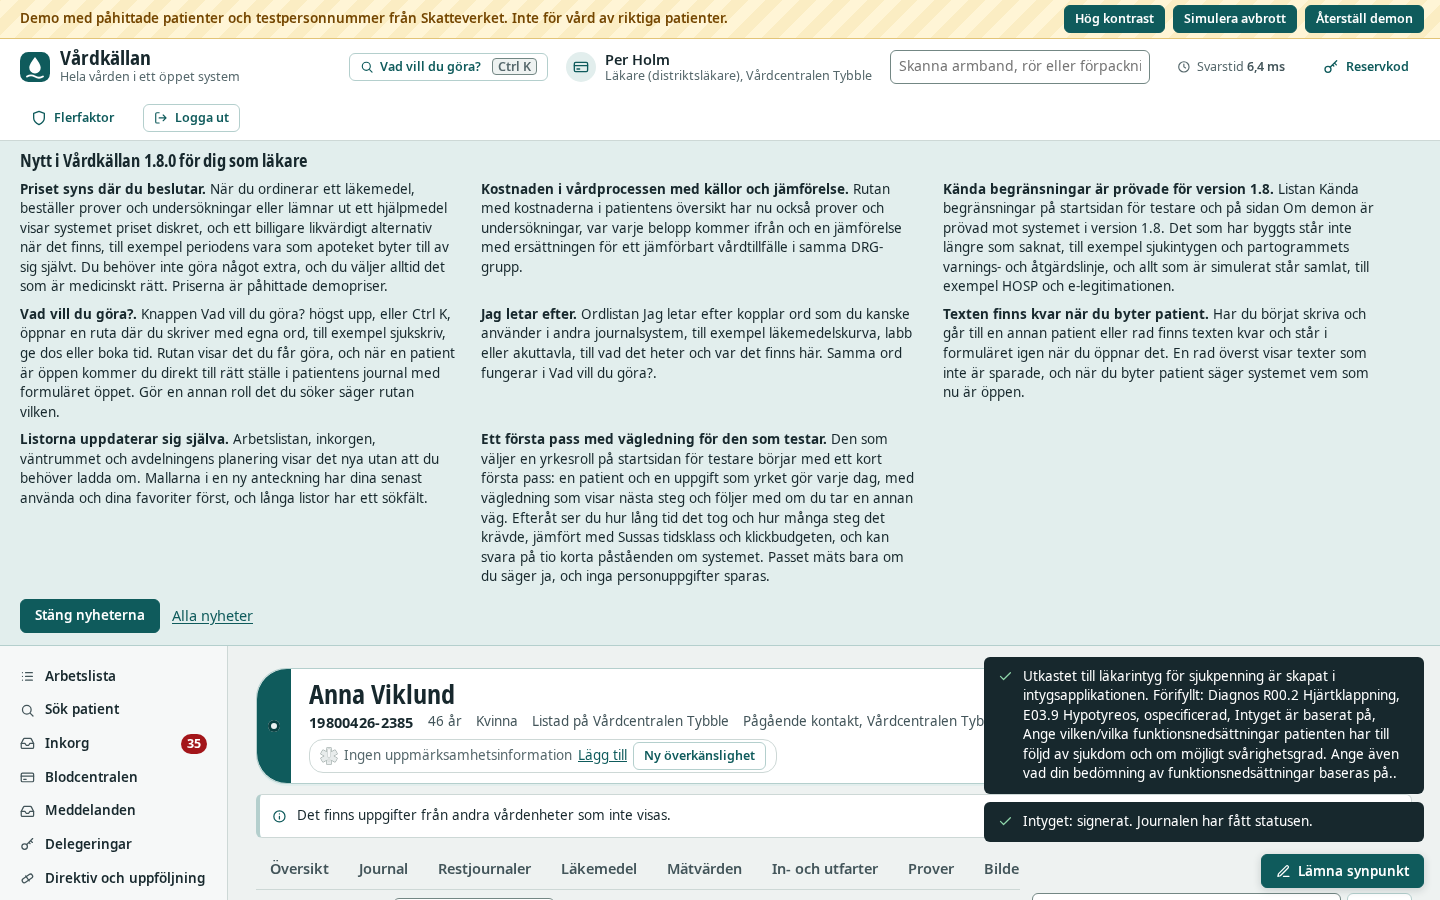 Demo med påhittade patienter och testpersonnummer från Skatteverket. Inte för vård av riktiga patienter.
Hög kontrast
Simulera avbrott
Återställ demon
Vårdkällan
Hela vården i ett öppet system
Vad vill du göra? Ctrl K
Per Holm
Läkare (distriktsläkare), Vårdcentralen Tybble
Skanna armband, rör eller förpackni
Svarstid 6,4 ms
Reservkod
Flerfaktor
Logga ut
Nytt i Vårdkällan 1.8.0 för dig som läkare
Priset syns där du beslutar. När du ordinerar ett läkemedel,
beställer prover och undersökningar eller lämnar ut ett hjälpmedel
visar systemet priset diskret, och ett billigare likvärdigt alternativ
när det finns, till exempel periodens vara som apoteket byter till av
sig självt. Du behöver inte göra något extra, och du väljer alltid det
som är medicinskt rätt. Priserna är påhittade demopriser.
Kostnaden i vårdprocessen med källor och jämförelse. Rutan
med kostnaderna i patientens översikt har nu också prover och
undersökningar, var varje belopp kommer ifrån och en jämförelse
med ersättningen för ett jämförbart vårdtillfälle i samma DRG-
grupp.
Kända begränsningar är prövade för version 1.8. Listan Kända
begränsningar på startsidan för testare och på sidan Om demon är
prövad mot systemet i version 1.8. Det som har byggts står inte
längre som saknat, till exempel sjukintygen och partogrammets
varnings- och åtgärdslinje, och allt som är simulerat står samlat, till
exempel HOSP och e-legitimationen.
Vad vill du göra?. Knappen Vad vill du göra? högst upp, eller Ctrl K,
öppnar en ruta där du skriver med egna ord, till exempel sjukskriv,
ge dos eller boka tid. Rutan visar det du får göra, och när en patient
är öppen kommer du direkt till rätt ställe i patientens journal med
formuläret öppet. Gör en annan roll det du söker säger rutan
vilken.
Jag letar efter. Ordlistan Jag letar efter kopplar ord som du kanske
använder i andra journalsystem, till exempel läkemedelskurva, labb
eller akuttavla, till vad det heter och var det finns här. Samma ord
fungerar i Vad vill du göra?.
Texten finns kvar när du byter patient. Har du börjat skriva och
går till en annan patient eller rad finns texten kvar och står i
formuläret igen när du öppnar det. En rad överst visar texter som
inte är sparade, och när du byter patient säger systemet vem som
nu är öppen.
Listorna uppdaterar sig själva. Arbetslistan, inkorgen,
väntrummet och avdelningens planering visar det nya utan att du
behöver ladda om. Mallarna i en ny anteckning har dina senast
använda och dina favoriter först, och långa listor har ett sökfält.
Ett första pass med vägledning för den som testar. Den som
väljer en yrkesroll på startsidan för testare börjar med ett kort
första pass: en patient och en uppgift som yrket gör varje dag, med
vägledning som visar nästa steg och följer med om du tar en annan
väg. Efteråt ser du hur lång tid det tog och hur många steg det
krävde, jämfört med Sussas tidsklass och klickbudgeten, och kan
svara på tio korta påståenden om systemet. Passet mäts bara om
du säger ja, och inga personuppgifter sparas.
Stäng nyheterna
Alla nyheter
Arbetslista
Sök patient
Inkorg 35
Blodcentralen
Meddelanden
Delegeringar
Direktiv och uppföljning
Anna Viklund
19800426-2385 46 år Kvinna Listad på Vårdcentralen Tybble Pågående kontakt, Vårdcentralen Tyb
Ingen uppmärksamhetsinformation Lägg till Ny överkänslighet
Det finns uppgifter från andra vårdenheter som inte visas.
Utkastet till läkarintyg för sjukpenning är skapat i
intygsapplikationen. Förifyllt: Diagnos R00.2 Hjärtklappning,
E03.9 Hypotyreos, ospecificerad, Intyget är baserat på,
Ange vilken/vilka funktionsnedsättningar patienten har till
följd av sjukdom och om möjligt svårighetsgrad. Ange även
vad din bedömning av funktionsnedsättningar baseras på..
Intyget: signerat. Journalen har fått statusen.
Översikt Journal Restjournaler Läkemedel Mätvärden In- och utfarter Prover Bilde
Lämna synpunkt